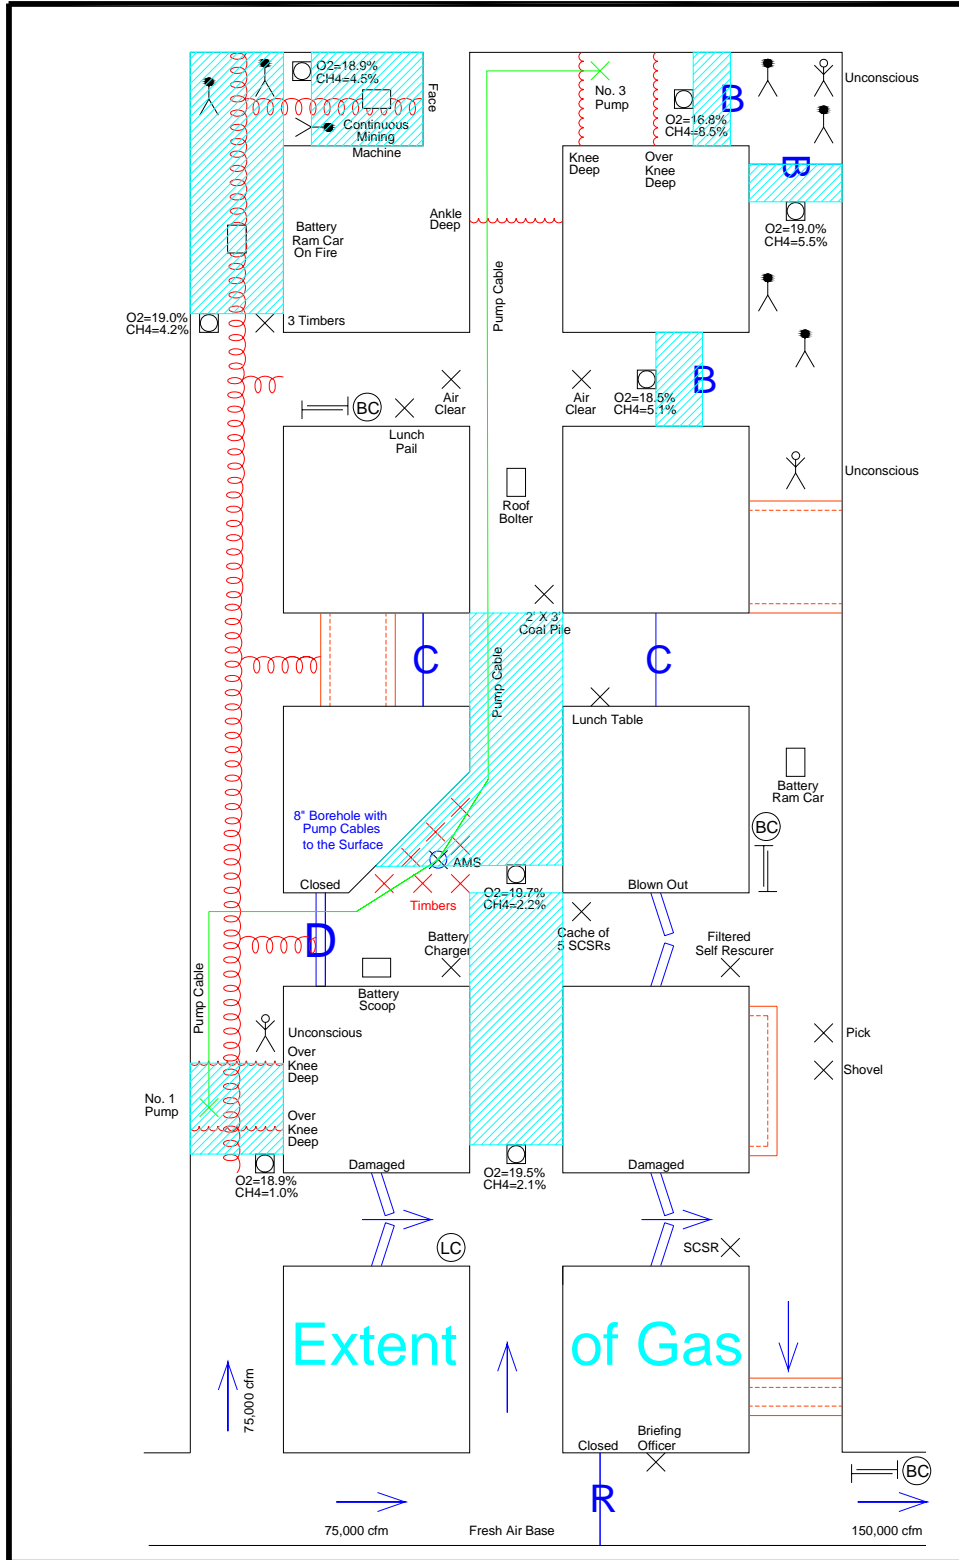 O2=18.9%
CH4=4.5%
Face
Continuous
Mining
Machine
No. 3
Pump
B
O2=16.8%
CH4=8.5%
Unconscious
Knee
Deep
Over
Knee
Deep
B
O2=19.0%
CH4=5.5%
Ankle
Deep
Battery
Ram Car
On Fire
Pump Cable
O2=19.0%
CH4=4.2%
3 Timbers
BC
Air
Clear
Air
Clear
O2=18.5%
CH4=5.1%
B
Lunch
Pail
Unconscious
Roof
Bolter
2' X 3'
Coal Pile
C
Pump Cable
C
Lunch Table
Battery
Ram Car
8" Borehole with
Pump Cables
to the Surface
BC
AMS
Closed
Timbers
O2=19.7%
CH4=2.2%
Blown Out
D
Battery
Charger
Cache of
5 SCSRs
Filtered
Self Rescurer
Pump Cable
Battery
Scoop
Unconscious
Over
Knee
Deep
Pick
Shovel
No. 1
Pump
Over
Knee
Deep
Damaged
O2=18.9%
CH4=1.0%
O2=19.5%
CH4=2.1%
Damaged
LC
SCSR
Extent of Gas
75,000 cfm
Closed
Briefing
Officer
BC
R
75,000 cfm
Fresh Air Base
150,000 cfm